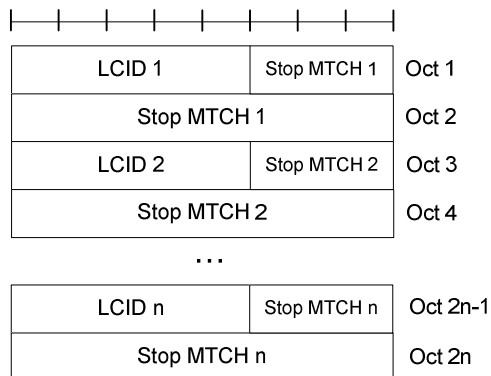 LCID 1 Stop MTCH 1 Oct 1
Stop MTCH 1 Oct 2
LCID 2 Stop MTCH 2 Oct 3
Stop MTCH 2 Oct 4
...
LCID n Stop MTCH n Oct 2n-1
Stop MTCH n Oct 2n